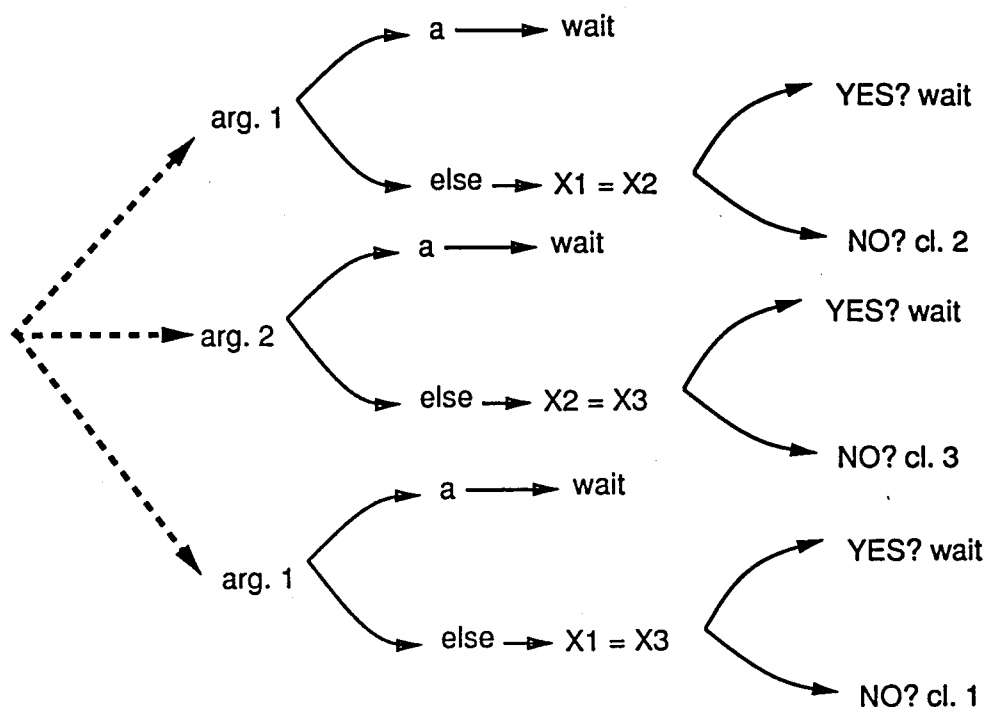 a wait
arg. 1
YES? wait
else X1 = X2
NO? cl. 2
a wait
YES? wait
arg. 2
else X2 = X3
NO? cl. 3
a wait
YES? wait
arg. 1
else X1 = X3
NO? cl. 1